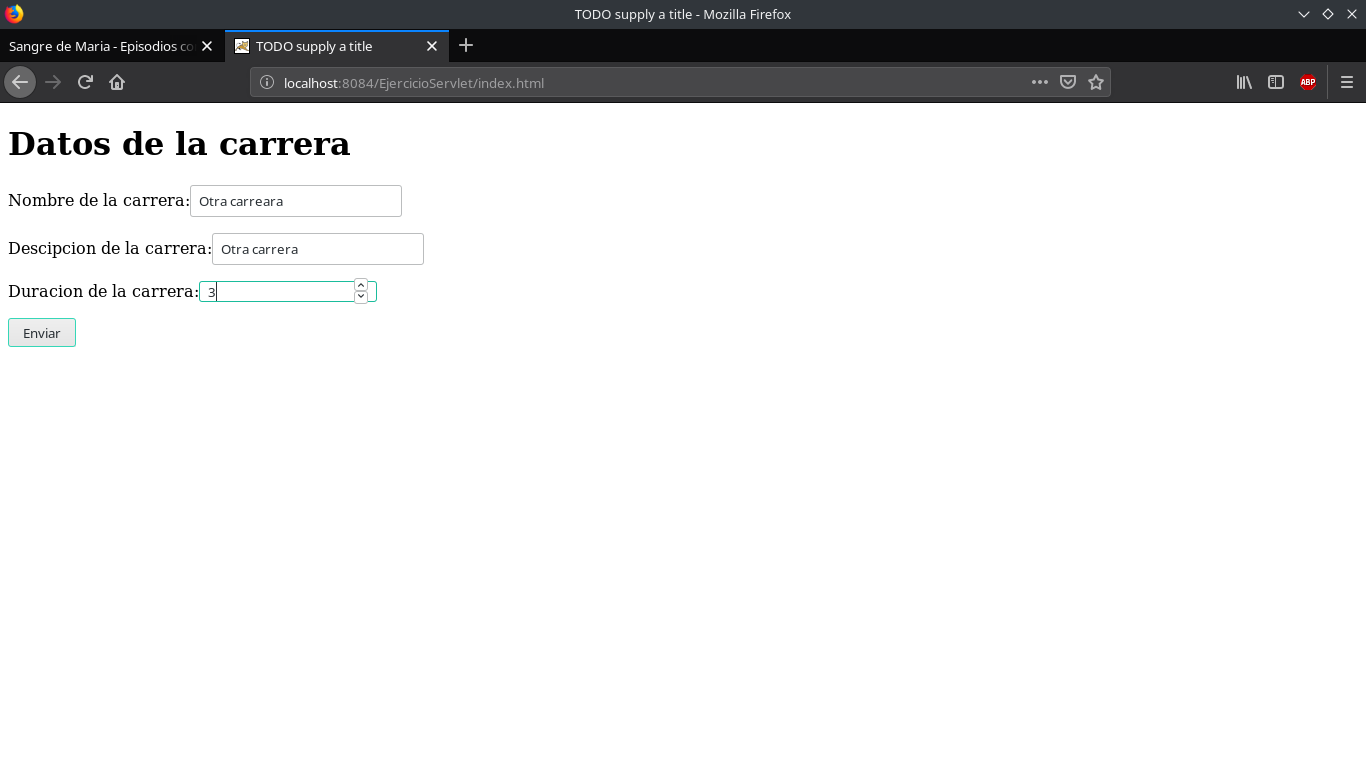 TODO supply a title - Mozilla Firefox
Sangre de Maria - Episodios co
TODO supply a title
localhost:8084/EjercicioServlet/index.html
ABP
Datos de la carrera
Nombre de la carrera: Otra carreara
Descipcion de la carrera: Otra carrera
Duracion de la carrera: 3
Enviar